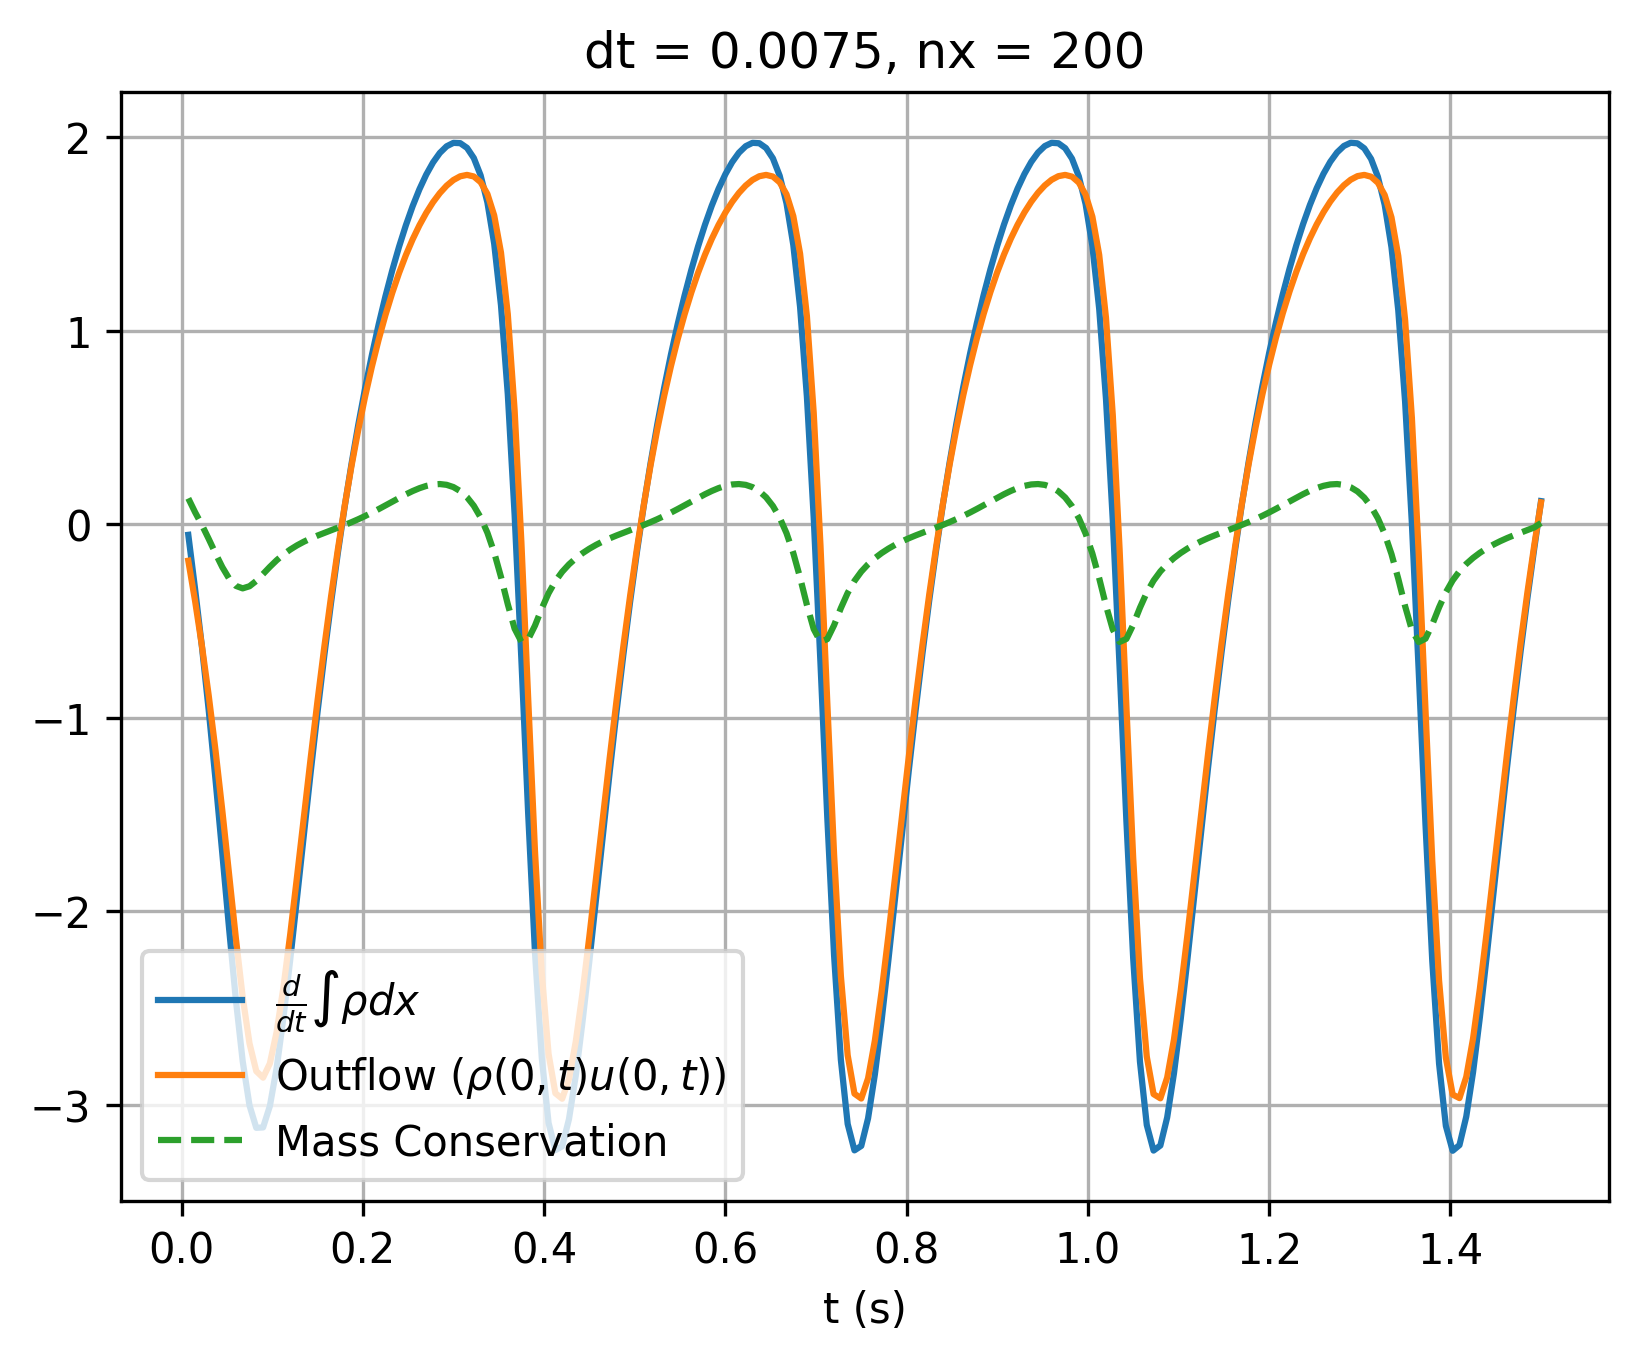 dt = 0.0075, nx = 200
2
1
0
−1
−2
−3
d/dt ∫ρdx
Outflow (ρ(0, t)u(0, t))
Mass Conservation
0.0 0.2 0.4 0.6 0.8 1.0 1.2 1.4
t (s)